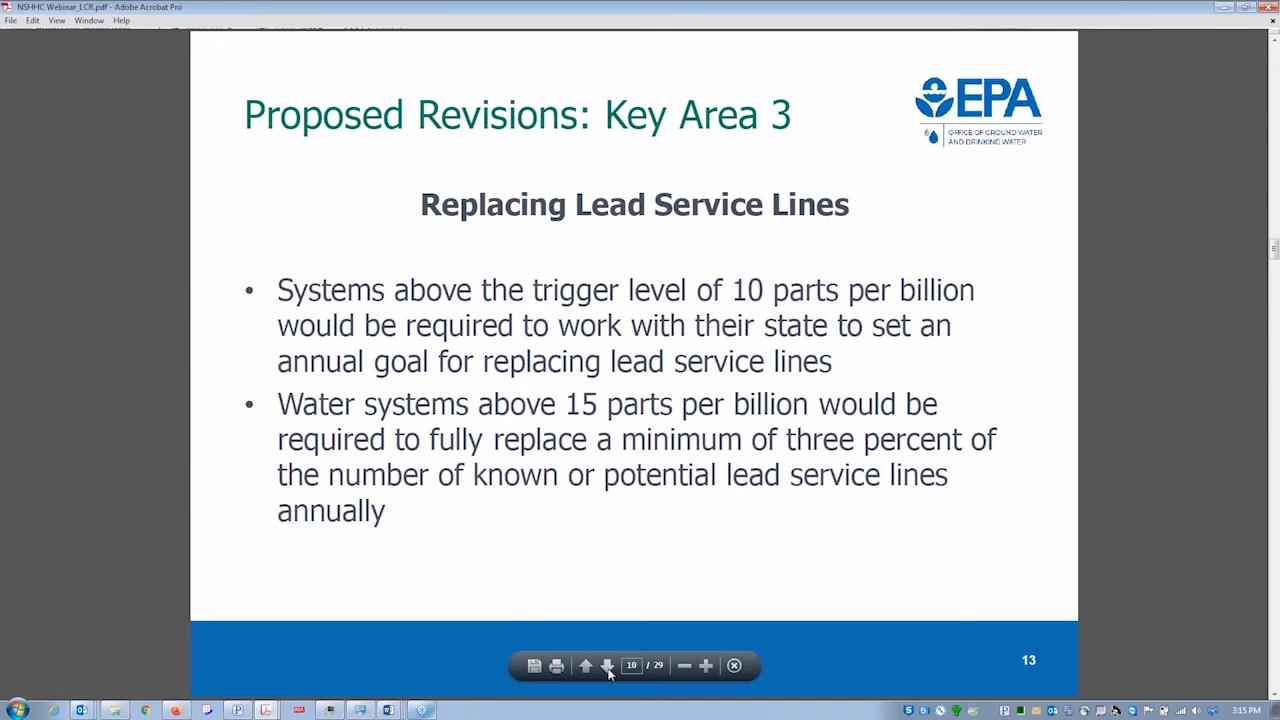 NSHHC Webinar_LCR.pdf - Adobe Acrobat Pro
File Edit View Window Help
Proposed Revisions: Key Area 3
EPA
OFFICE OF GROUND WATER
AND DRINKING WATER
Replacing Lead Service Lines
• Systems above the trigger level of 10 parts per billion
would be required to work with their state to set an
annual goal for replacing lead service lines
• Water systems above 15 parts per billion would be
required to fully replace a minimum of three percent of
the number of known or potential lead service lines
annually
10 / 29
13
3:15 PM